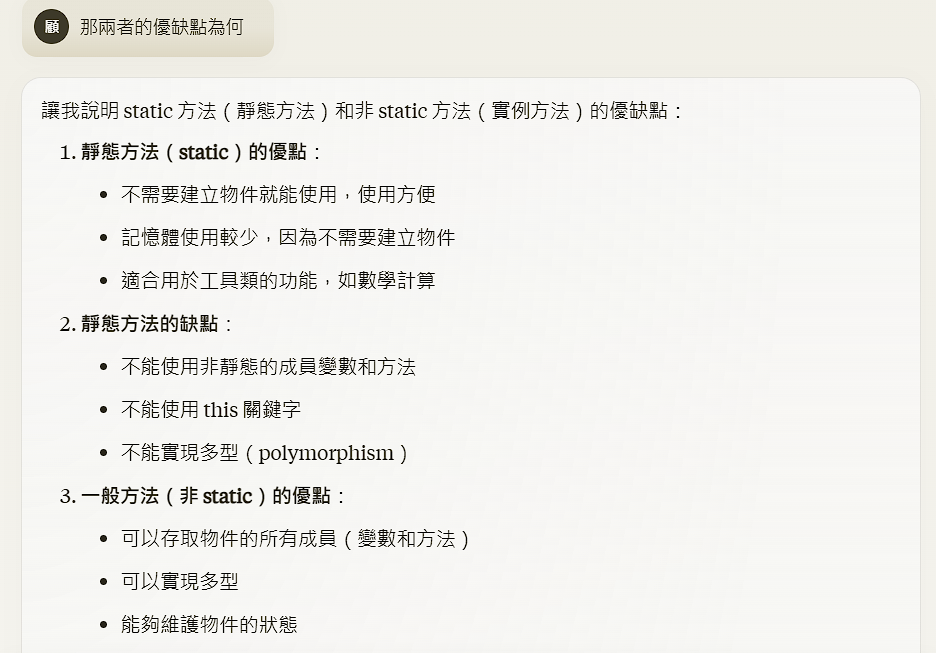 顧 那兩者的優缺點為何
讓我說明 static 方法（靜態方法）和非 static 方法（實例方法）的優缺點：
1. 靜態方法（static）的優點：
• 不需要建立物件就能使用，使用方便
• 記憶體使用較少，因為不需要建立物件
• 適合用於工具類的功能，如數學計算
2. 靜態方法的缺點：
• 不能使用非靜態的成員變數和方法
• 不能使用 this 關鍵字
• 不能實現多型（polymorphism）
3. 一般方法（非 static）的優點：
• 可以存取物件的所有成員（變數和方法）
• 可以實現多型
• 能夠維護物件的狀態